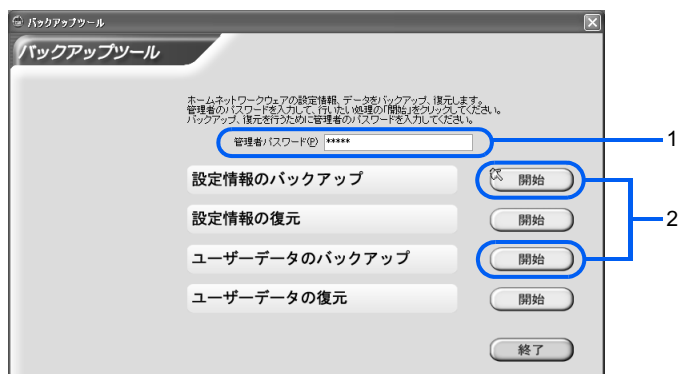 バックアップツール
バックアップツール
ホームネットワークウェアの設定情報、データをバックアップ、復元します。
管理者のパスワードを入力して、行いたい処理の「開始」をクリックしてください。
バックアップ、復元を行うために管理者のパスワードを入力してください。
管理者パスワード(P) *****
1
設定情報のバックアップ 開始
設定情報の復元 開始
2
ユーザーデータのバックアップ 開始
ユーザーデータの復元 開始
終了